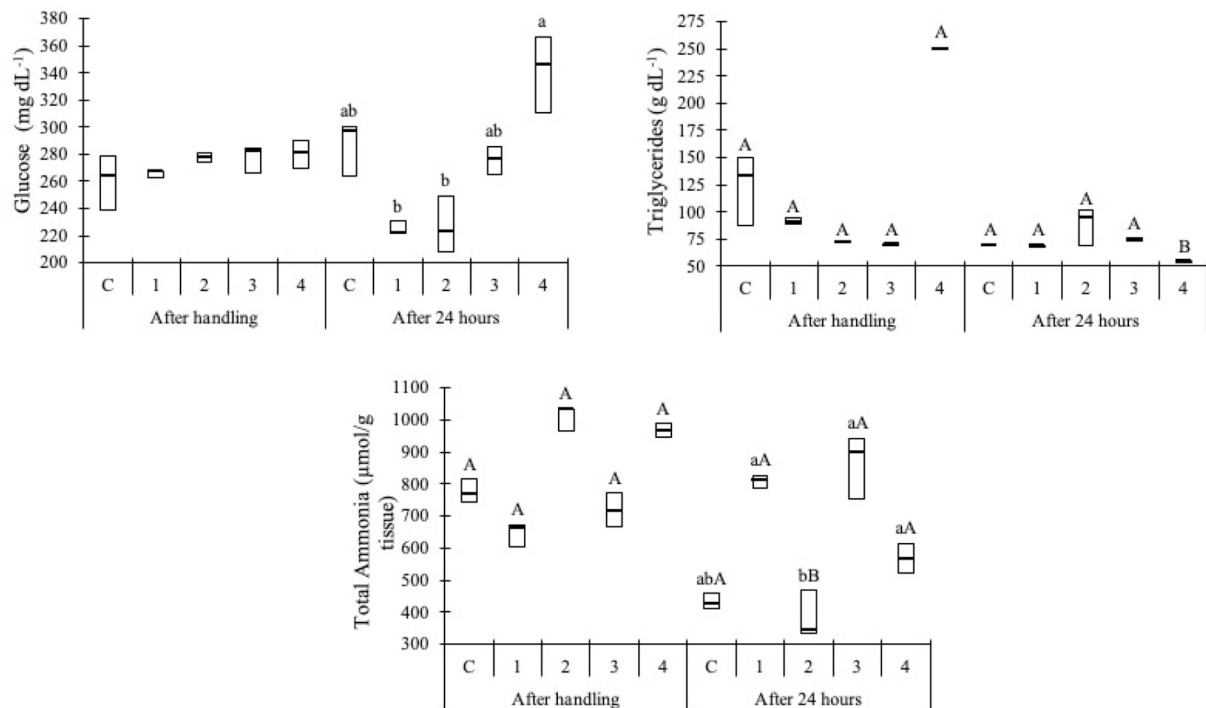 Glucose (mg dL-1)
380
360
340
320
300
280
260
240
220
200
ab
b
b
ab
a
C 1 2 3 4 C 1 2 3 4
After handling After 24 hours
Triglycerides (g dL-1)
275
250
225
200
175
150
125
100
75
50
A
A
A
A
A
A
A
A
A
B
C 1 2 3 4 C 1 2 3 4
After handling After 24 hours
Total Ammonia (μmol/g
tissue)
1100
1000
900
800
700
600
500
400
300
A
A
A
A
A
abA
aA
bB
aA
aA
C 1 2 3 4 C 1 2 3 4
After handling After 24 hours